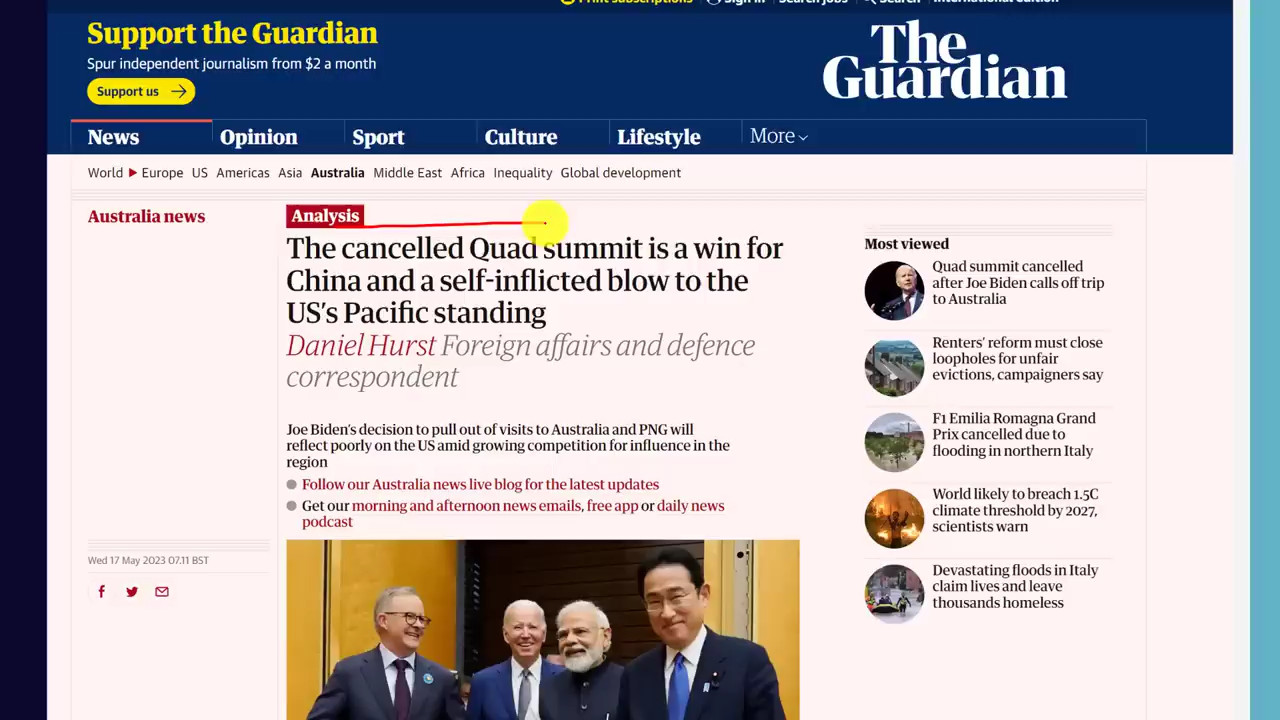 Print subscriptions
Sign in
Search jobs
Search
International edition
Support the Guardian
Spur independent journalism from $2 a month
Support us
The
Guardian
News
Opinion
Sport
Culture
Lifestyle
More
World
Europe
US
Americas
Asia
Australia
Middle East
Africa
Inequality
Global development
Australia news
Analysis
The cancelled Quad summit is a win for
China and a self-inflicted blow to the
US’s Pacific standing
Daniel Hurst Foreign affairs and defence
correspondent
Joe Biden’s decision to pull out of visits to Australia and PNG will
reflect poorly on the US amid growing competition for influence in the
region
Follow our Australia news live blog for the latest updates
Get our morning and afternoon news emails, free app or daily news
podcast
Wed 17 May 2023 07.11 BST
Most viewed
Quad summit cancelled
after Joe Biden calls off trip
to Australia
Renters’ reform must close
loopholes for unfair
evictions, campaigners say
F1 Emilia Romagna Grand
Prix cancelled due to
flooding in northern Italy
World likely to breach 1.5C
climate threshold by 2027,
scientists warn
Devastating floods in Italy
claim lives and leave
thousands homeless